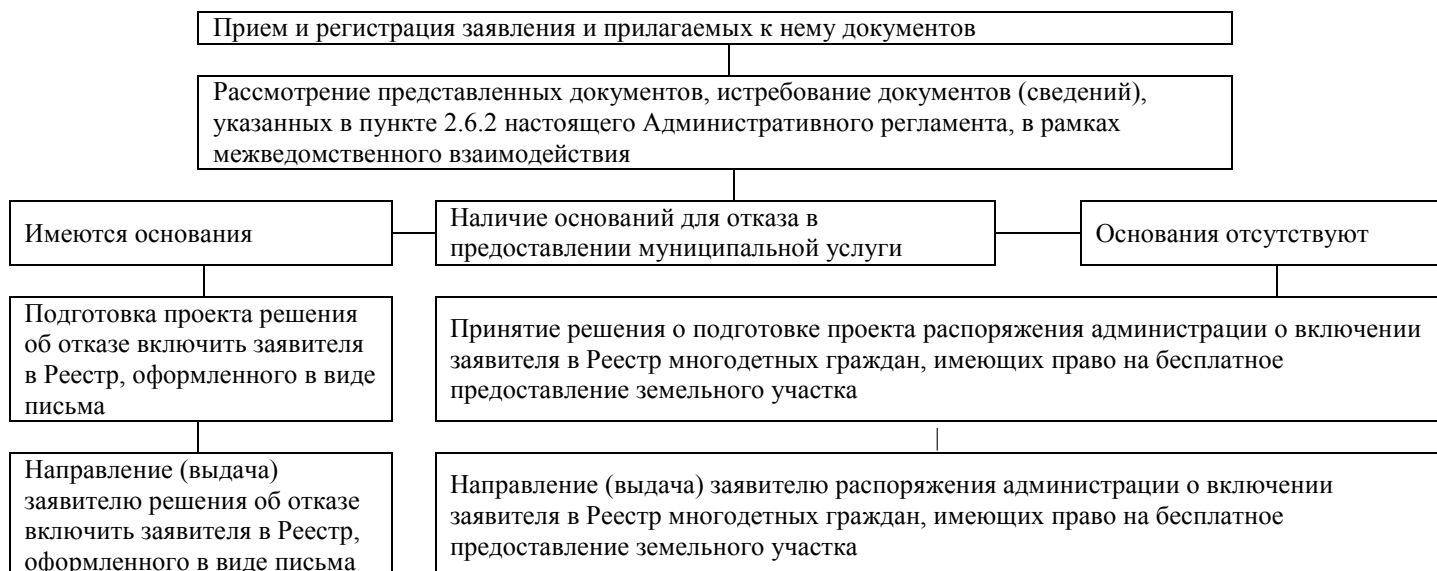 Прием и регистрация заявления и прилагаемых к нему документов
Рассмотрение представленных документов, истребование документов (сведений),
указанных в пункте 2.6.2 настоящего Административного регламента, в рамках
межведомственного взаимодействия
Имеются основания
Наличие оснований для отказа в
предоставлении муниципальной услуги
Основания отсутствуют
Подготовка проекта решения
об отказе включить заявителя
в Реестр, оформленного в виде
письма
Принятие решения о подготовке проекта распоряжения администрации о включении
заявителя в Реестр многодетных граждан, имеющих право на бесплатное
предоставление земельного участка
Направление (выдача)
заявителю решения об отказе
включить заявителя в Реестр,
оформленного в виде письма
Направление (выдача) заявителю распоряжения администрации о включении
заявителя в Реестр многодетных граждан, имеющих право на бесплатное
предоставление земельного участка